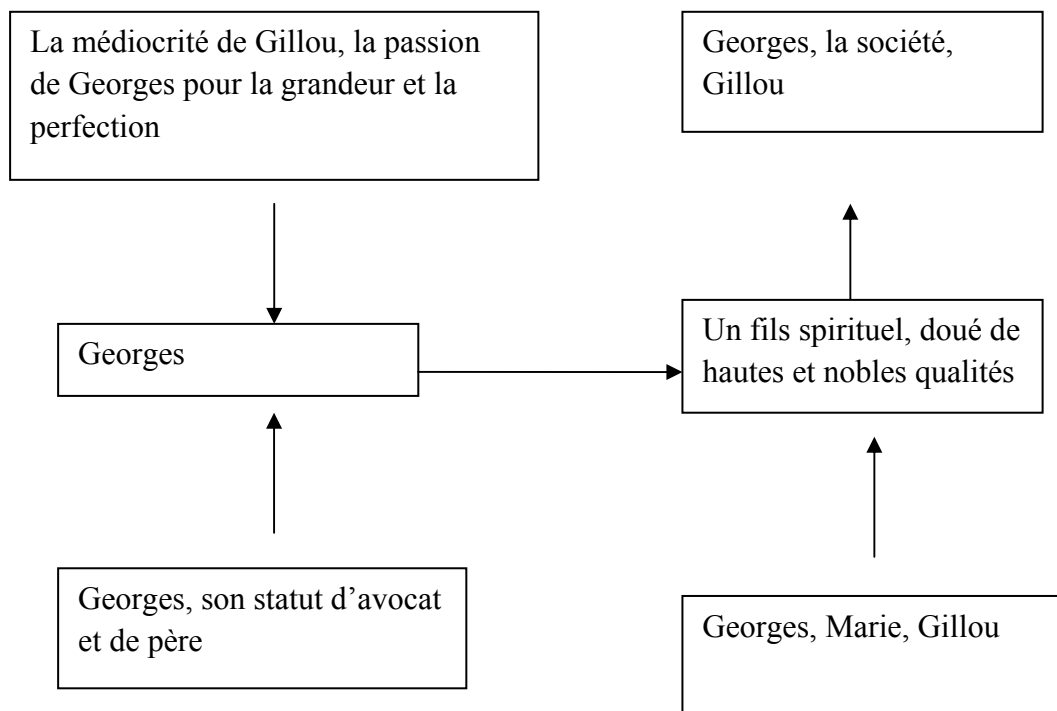 La médiocrité de Gillou, la passion
de Georges pour la grandeur et la
perfection
Georges, la société,
Gillou
Georges
Un fils spirituel, doué de
hautes et nobles qualités
Georges, son statut d’avocat
et de père
Georges, Marie, Gillou